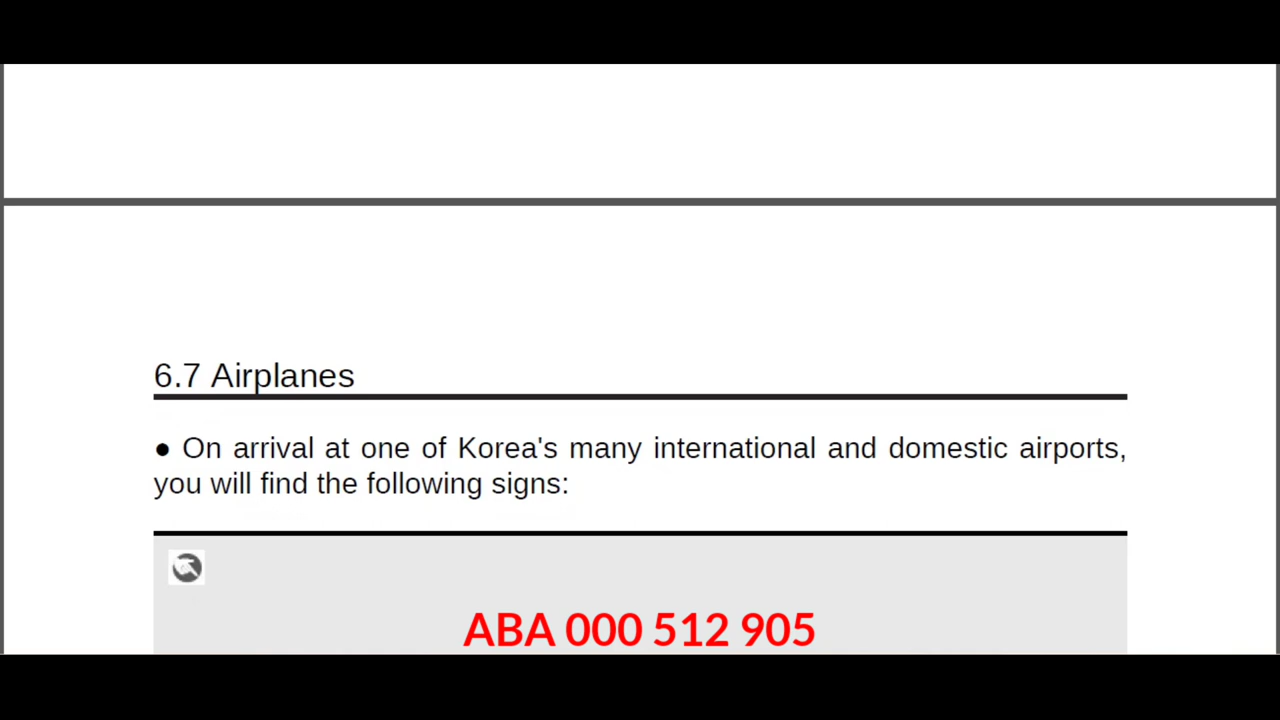 6.7 Airplanes
● On arrival at one of Korea's many international and domestic airports,
you will find the following signs:
ABA 000 512 905